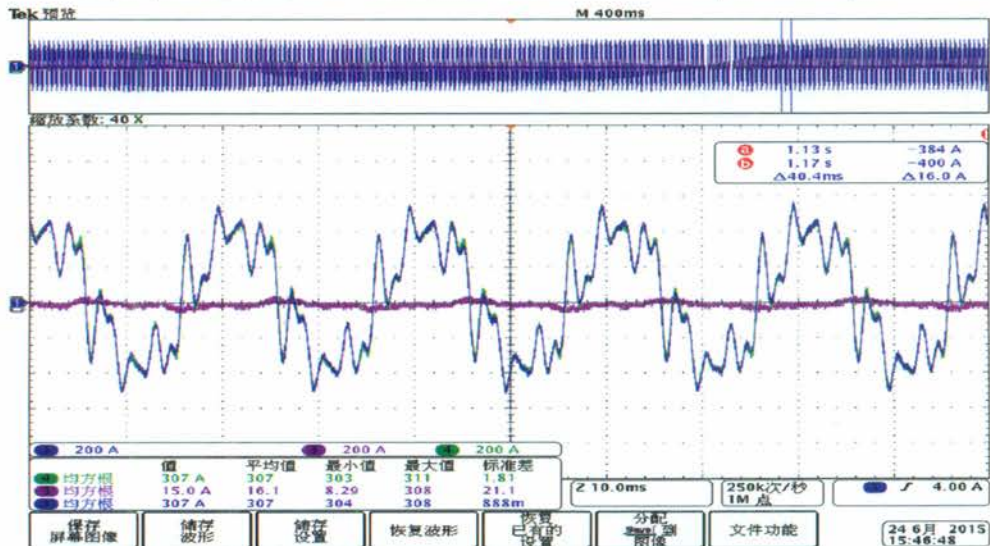 Tek 预览
M 400ms
缩放系数: 40 X
a 1.13 s -384 A
b 1.17 s -400 A
Δ40.4ms Δ16.0 A
200 A 200 A 4 200 A
值 平均值 最小值 最大值 标准差
4 均方根 307 A 307 303 311 1.81
均方根 15.0 A 16.1 8.29 308 21.1
均方根 307 A 307 304 308 888m
Z 10.0ms
250k次/秒
1M 点
4.00 A
保存
屏幕图像
储存
波形
储存
设置
恢复波形
恢复
已有的
设置
分配
到
图像
文件功能
24 6月 2015
15:46:48